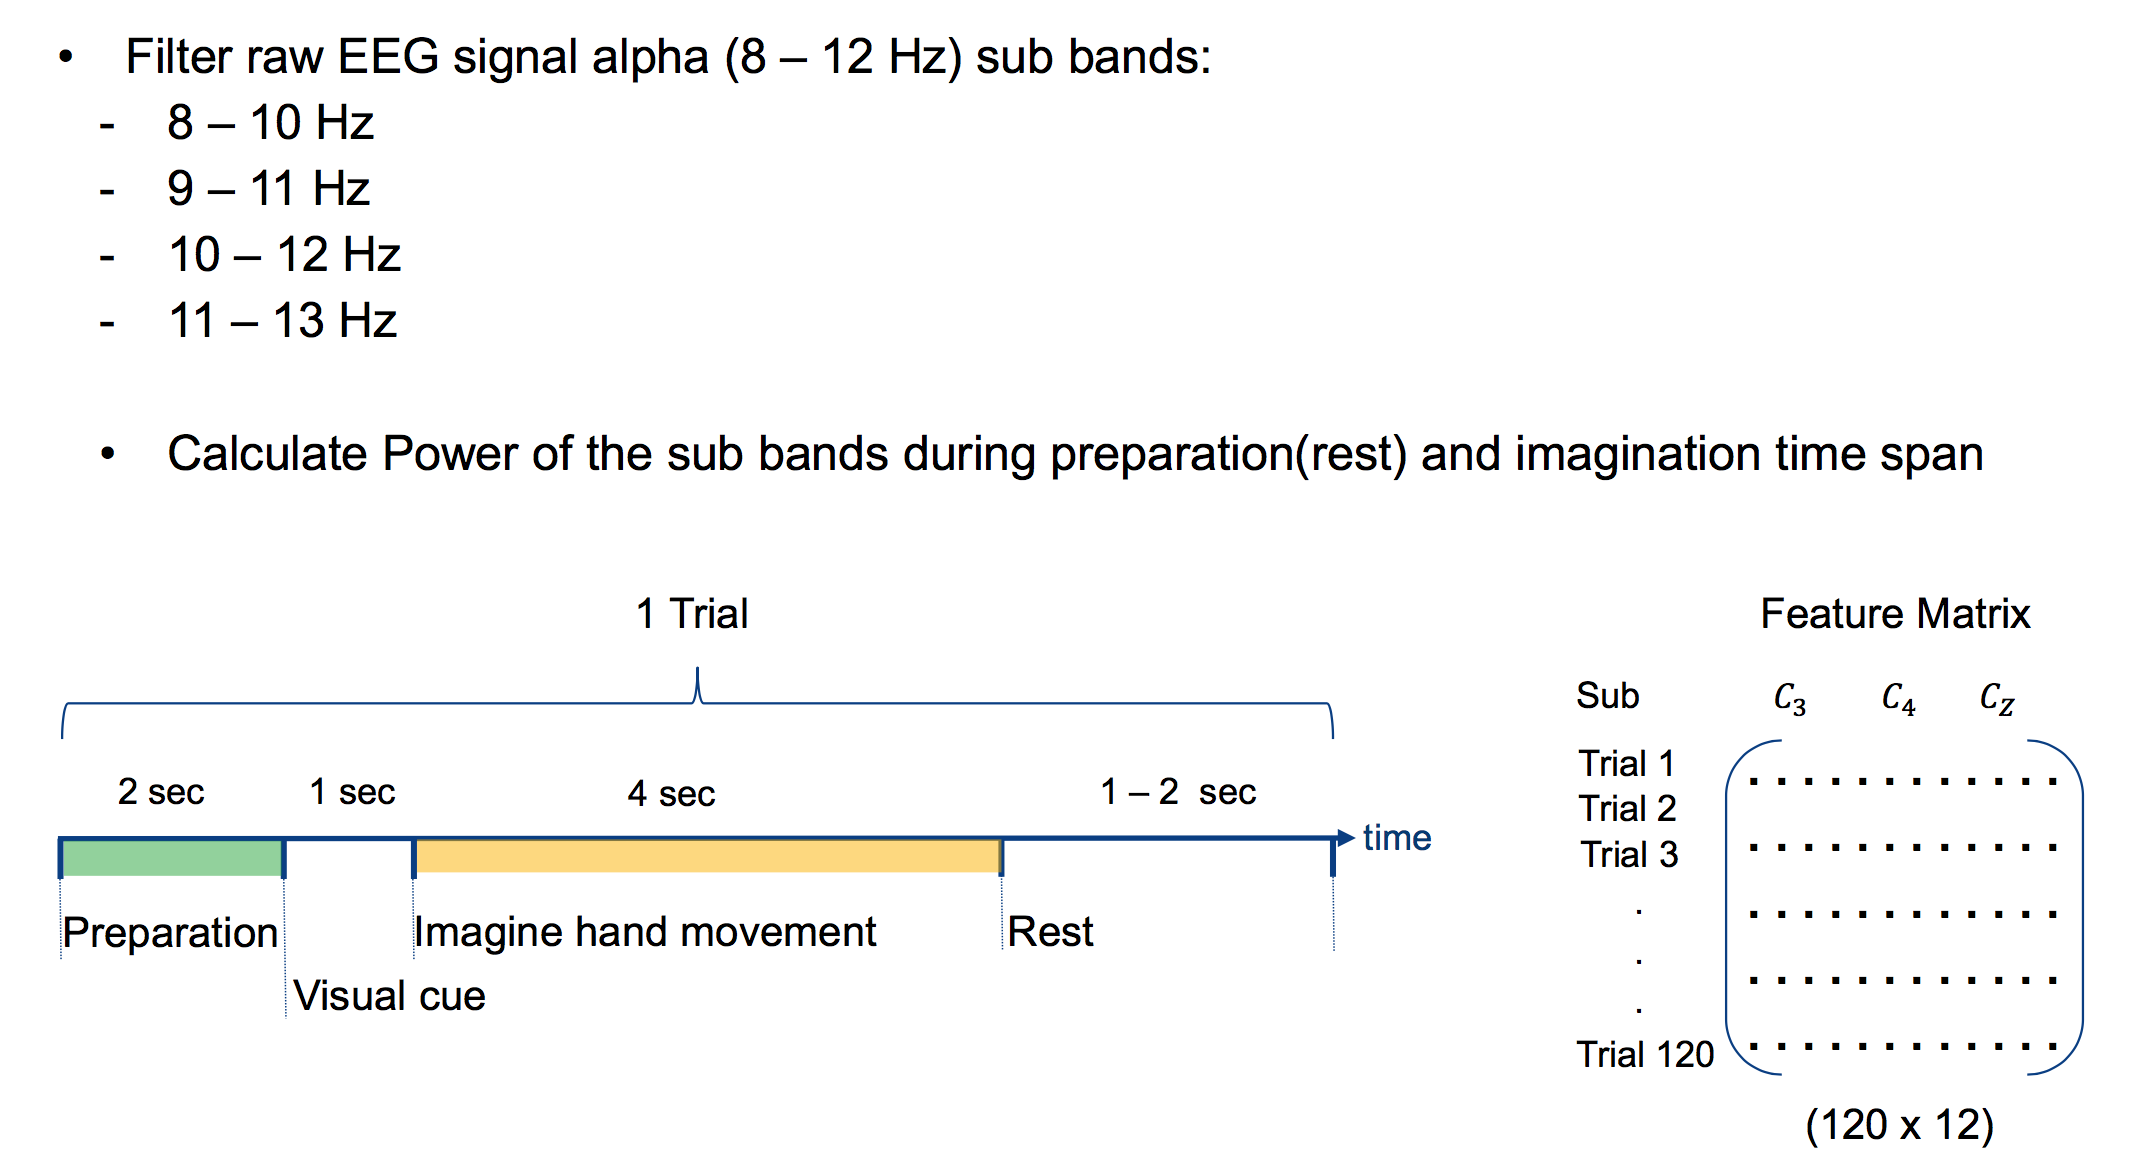 • Filter raw EEG signal alpha (8 – 12 Hz) sub bands:
- 8 – 10 Hz
- 9 – 11 Hz
- 10 – 12 Hz
- 11 – 13 Hz
• Calculate Power of the sub bands during preparation(rest) and imagination time span
1 Trial
2 sec 1 sec 4 sec 1 – 2 sec
time
Preparation Imagine hand movement Rest
Visual cue
Feature Matrix
Sub C₃ C₄ C_Z
Trial 1
Trial 2
Trial 3
.
.
.
Trial 120
(120 x 12)